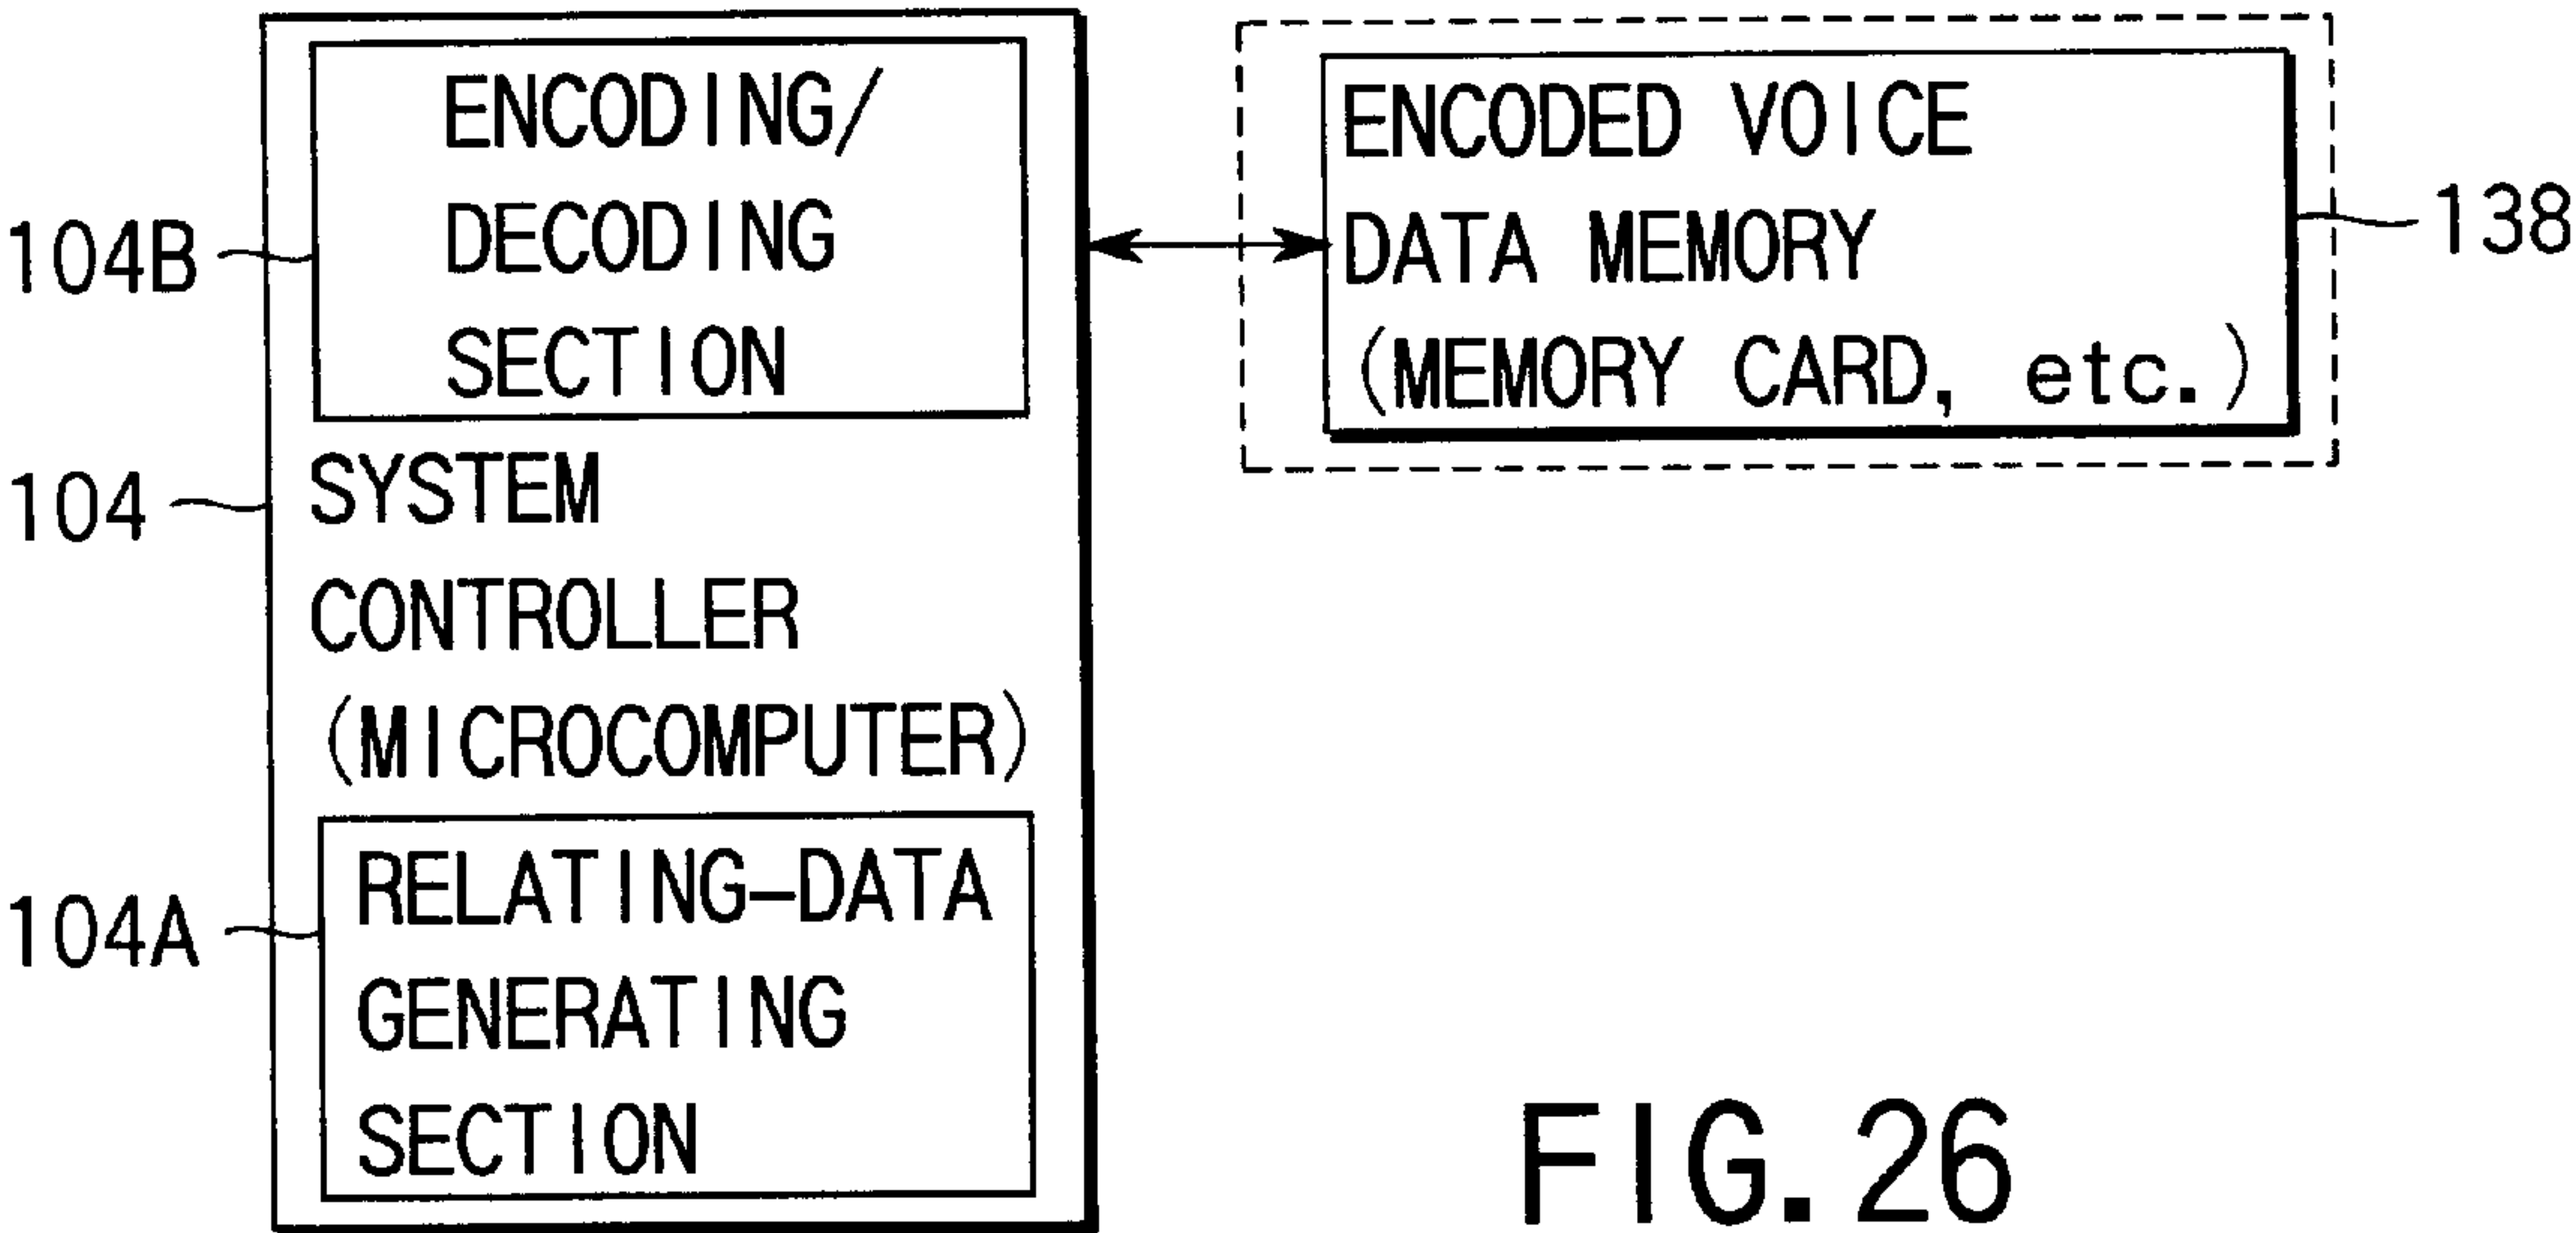 ENCODING/
DECODING
SECTION
104B
SYSTEM
CONTROLLER
(MICROCOMPUTER)
104
RELATING-DATA
GENERATING
SECTION
104A
ENCODED VOICE
DATA MEMORY
(MEMORY CARD, etc.)
138
FIG. 26